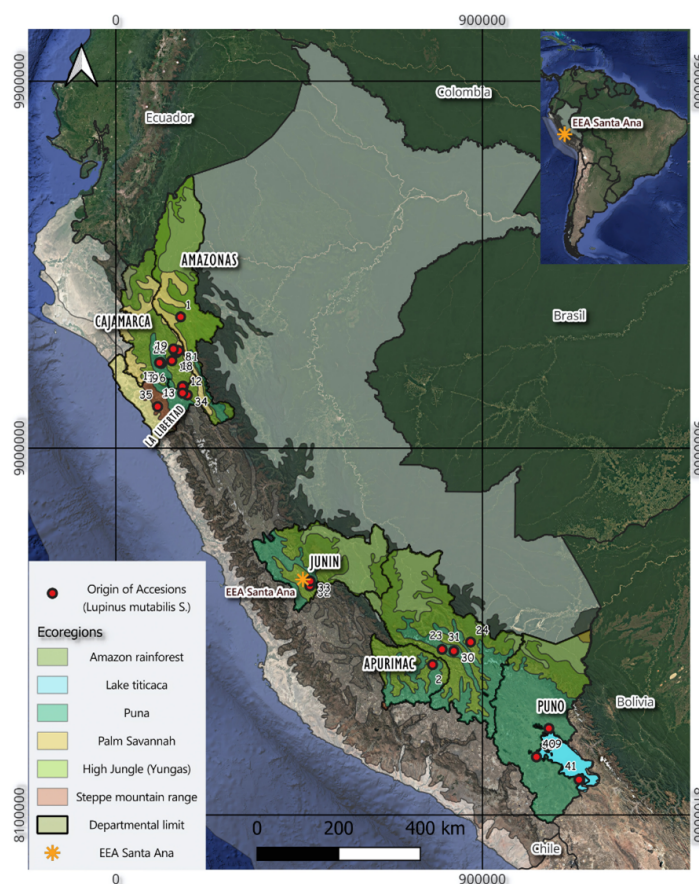 0
900000
9900000
9900000
Colombia
Ecuador
EEA Santa Ana
AMAZONAS
1
CAJAMARCA
Brasil
19
81
18
12
13
34
35
LA LIBERTAD
9000000
9000000
JUNIN
EEA Santa Ana
33
32
24
23
31
30
APURIMAC
2
PUNO
Bolivia
409
41
Origin of Accesions
(Lupinus mutabilis S.)
Ecoregions
Amazon rainforest
Lake titicaca
Puna
Palm Savannah
High Jungle (Yungas)
Steppe mountain range
Departmental limit
EEA Santa Ana
8100000
8100000
0
200
400 km
Chile
0
900000